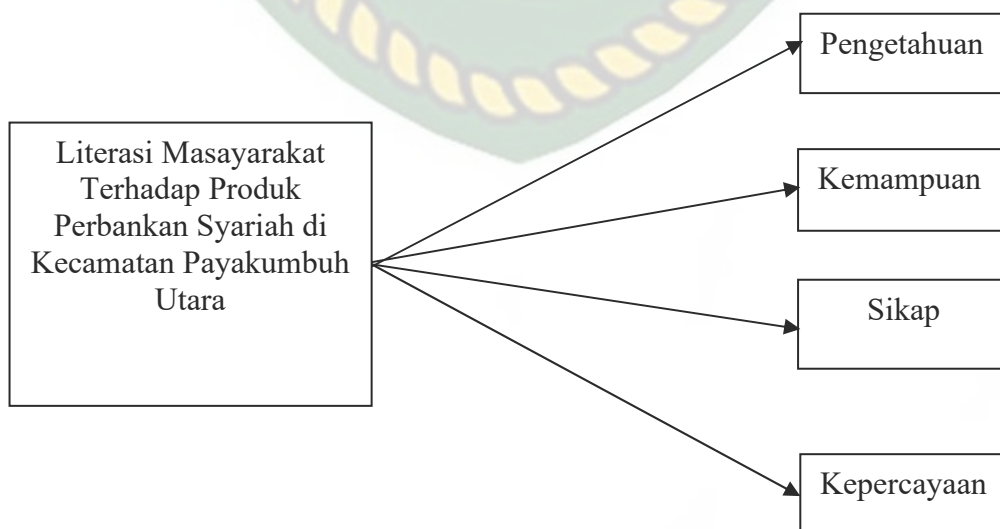 Literasi Masayarakat
Terhadap Produk
Perbankan Syariah di
Kecamatan Payakumbuh
Utara
Pengetahuan
Kemampuan
Sikap
Kepercayaan